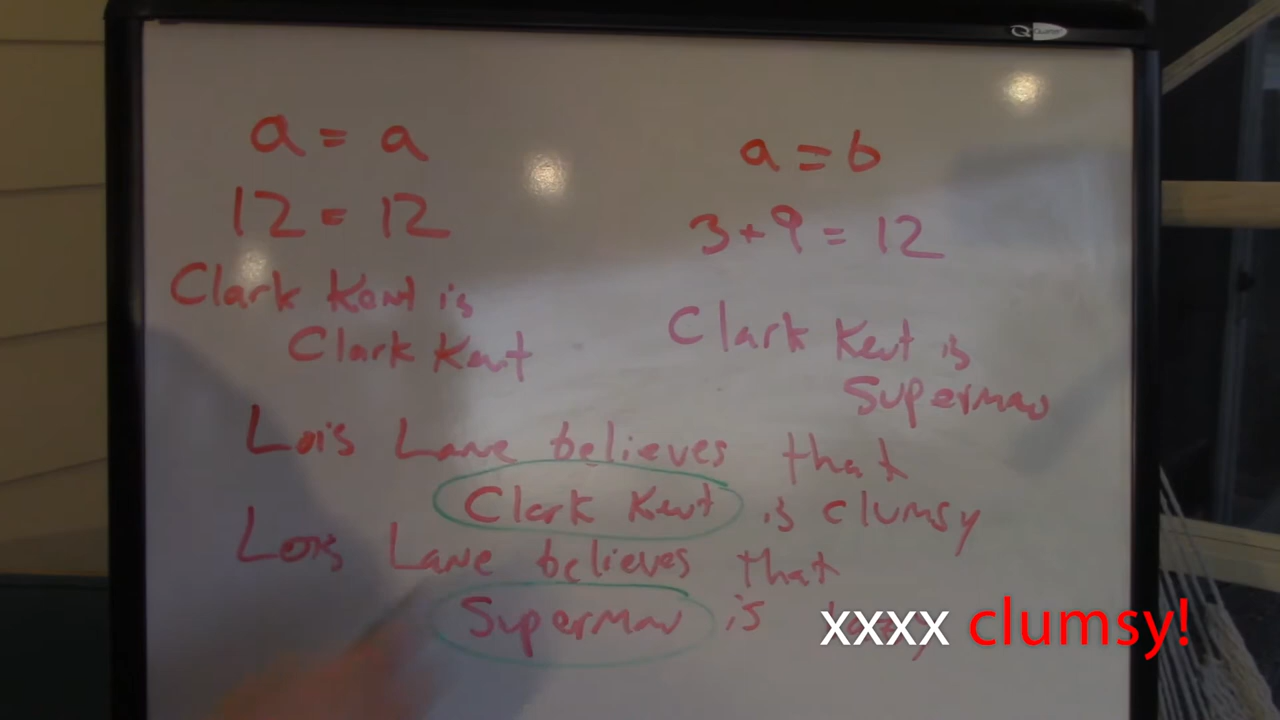 Quartet
a = a
12 = 12
Clark Kent is
Clark Kent
a = b
3 + 9 = 12
Clark Kent is
Superman
Lois Lane believes that
Clark Kent is clumsy
Lois Lane believes that
Superman is
xxxx clumsy!